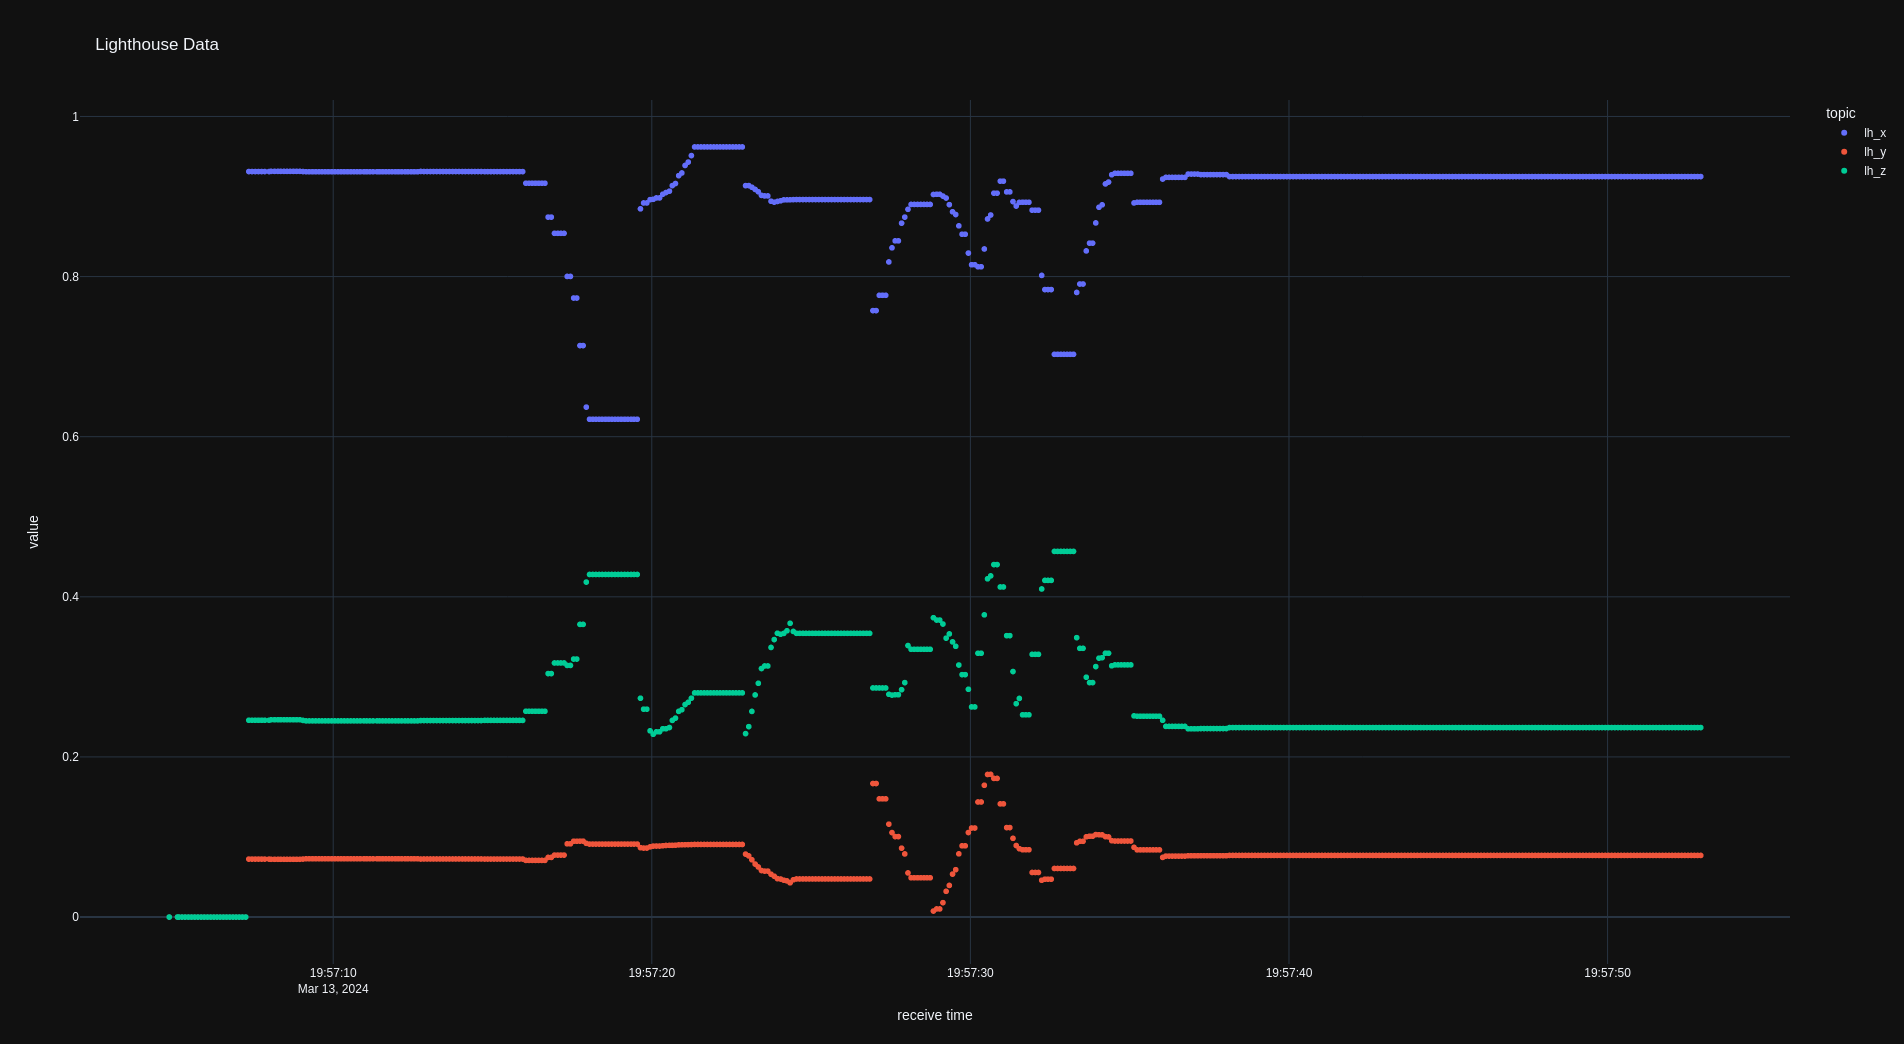 Lighthouse Data
topic
lh_x
lh_y
lh_z
1
0.8
0.6
0.4
0.2
0
value
19:57:10
Mar 13, 2024
19:57:20
19:57:30
19:57:40
19:57:50
receive time